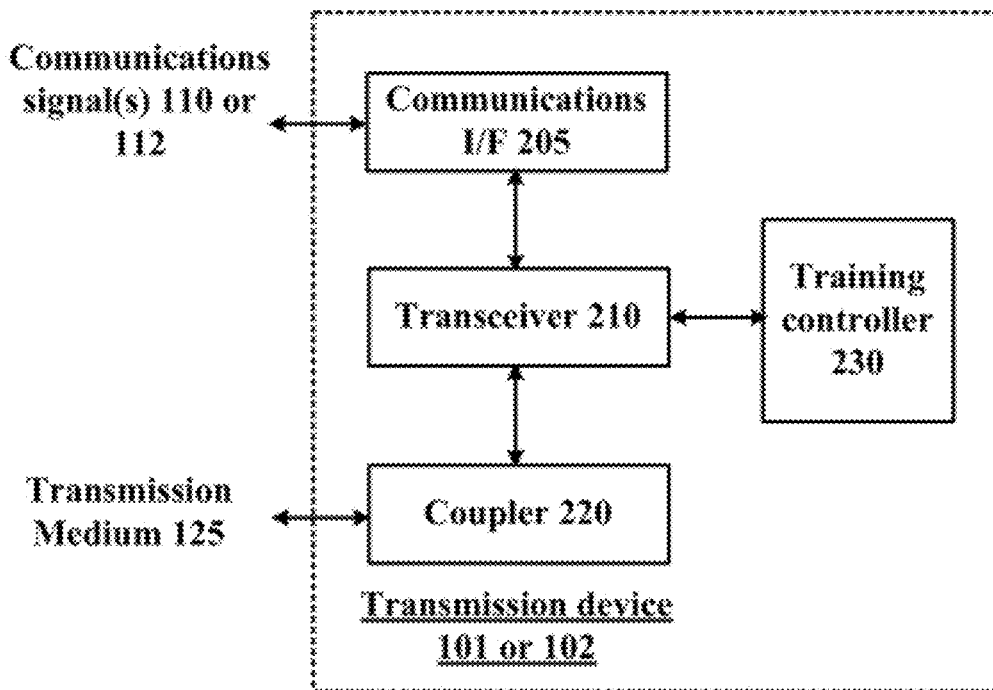 Communications
signal(s) 110 or
112
Communications
I/F 205
Transceiver 210
Training
controller
230
Transmission
Medium 125
Coupler 220
Transmission device
101 or 102